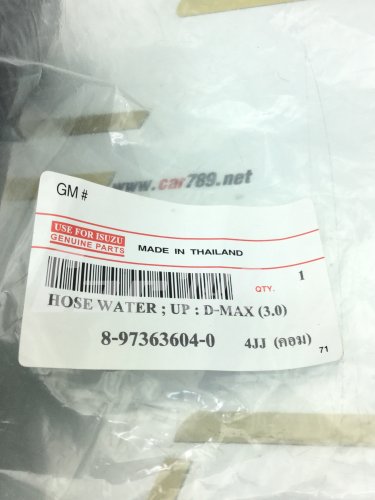 GM #
www.car789.net
USE FOR ISUZU
GENUINE PARTS
MADE IN THAILAND
QTY. 1
HOSE WATER ; UP : D-MAX (3.0)
8-97363604-0 4JJ (คอม)
71